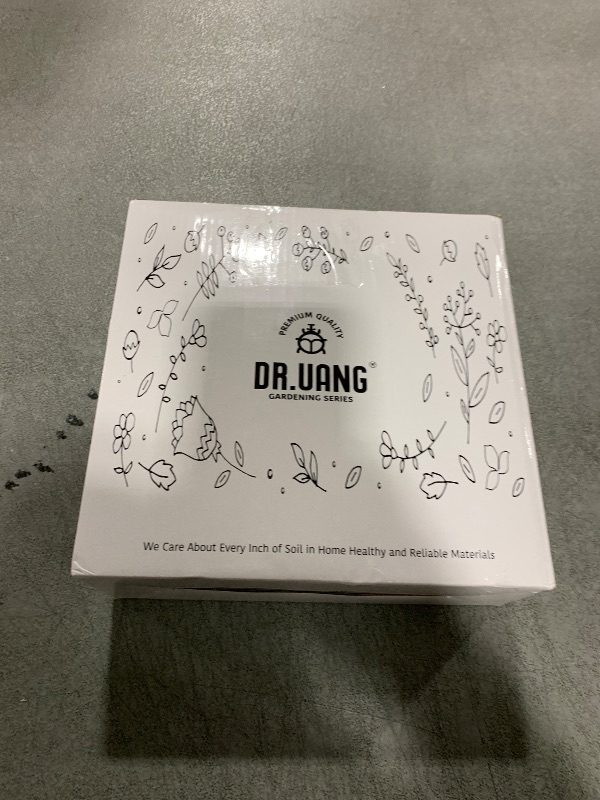 PREMIUM QUALITY
DR.UANG®
GARDENING SERIES
We Care About Every Inch of Soil in Home Healthy and Reliable Materials